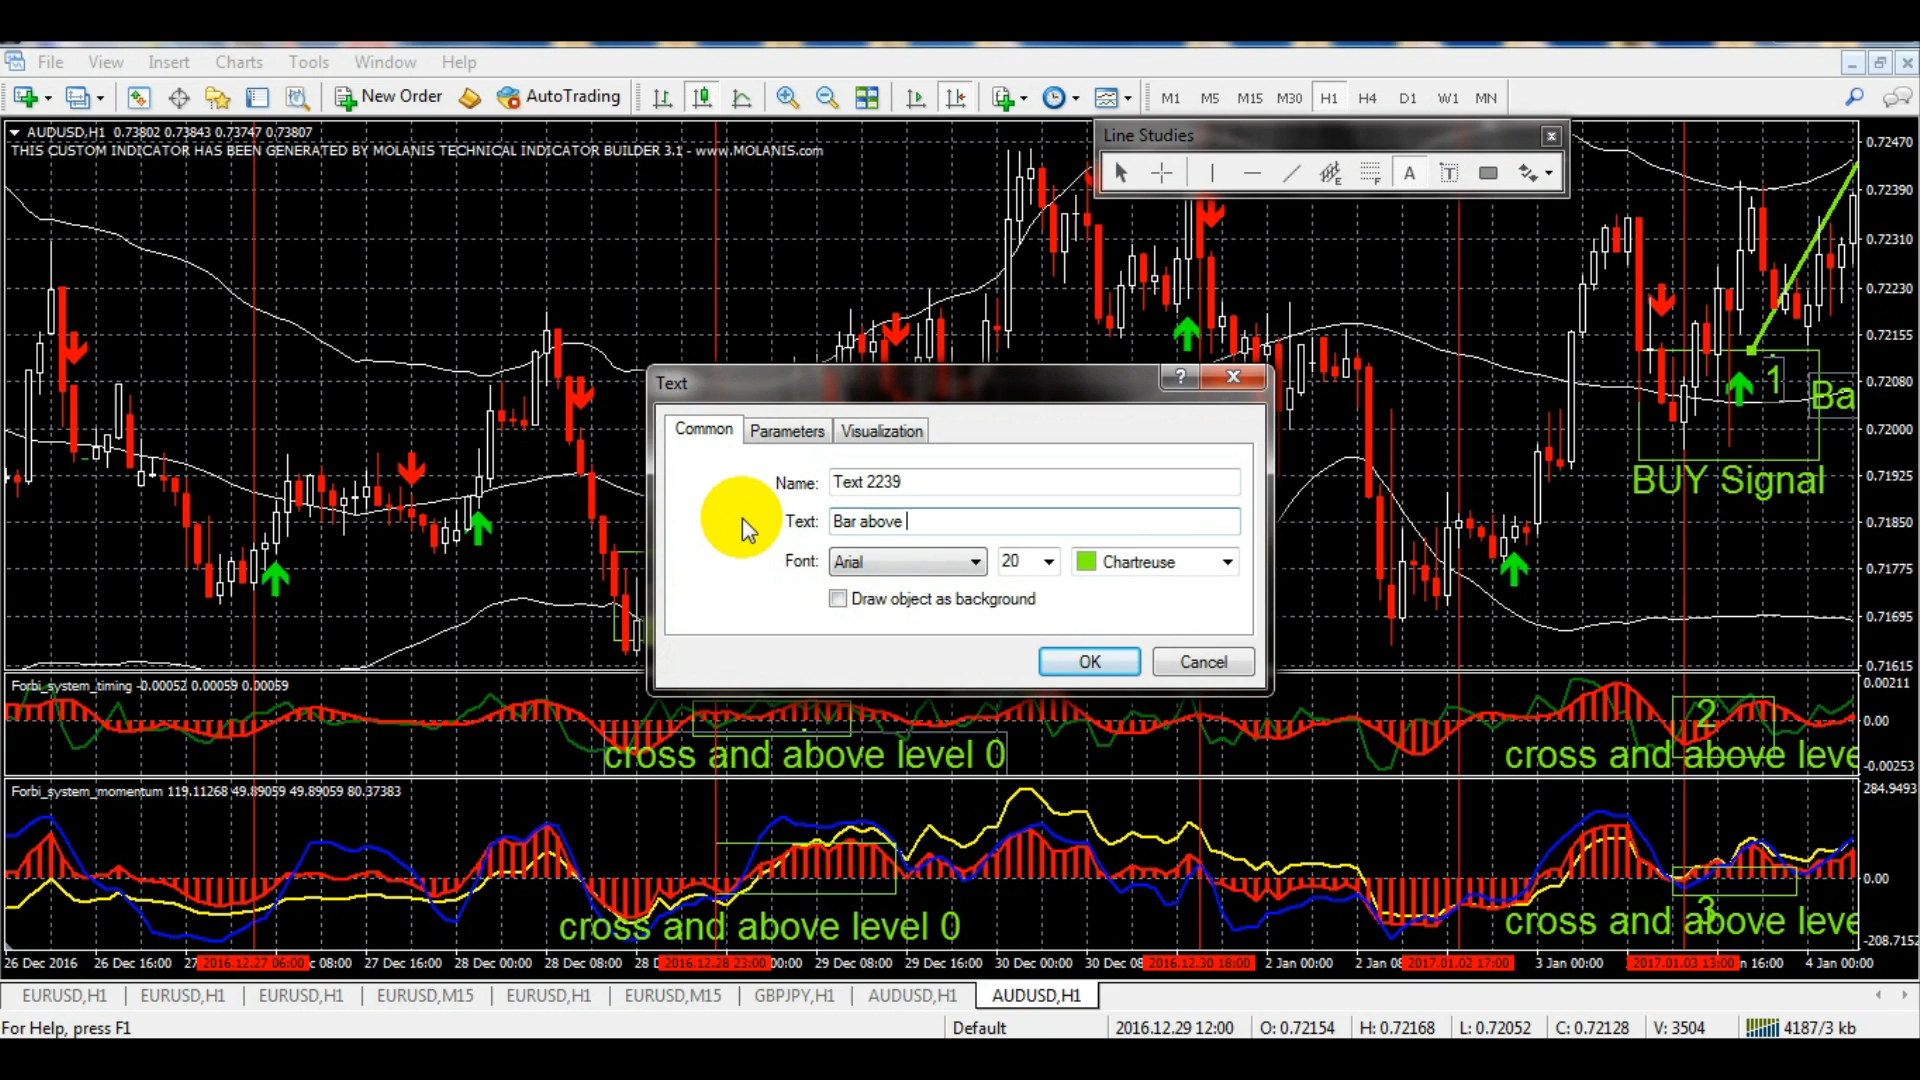 File View Insert Charts Tools Window Help
New Order AutoTrading M1 M5 M15 M30 H1 H4 D1 W1 MN
AUDUSD,H1 0.73802 0.73843 0.73747 0.73807
THIS CUSTOM INDICATOR HAS BEEN GENERATED BY MOLANIS TECHNICAL INDICATOR BUILDER 3.1 - www.MOLANIS.com
Line Studies
E F A T
0.72470
0.72390
0.72310
0.72230
0.72155
0.72080
0.72000
0.71925
0.71850
0.71775
0.71695
0.71615
1
Ba
BUY Signal
Text
?
Common Parameters Visualization
Name: Text 2239
Text: Bar above
Font: Arial 20 Chartreuse
Draw object as background
OK Cancel
Forbi_system_timing -0.00052 0.00059 0.00059
0.00211
0.00
-0.00253
2
cross and above level 0
cross and above leve
Forbi_system_momentum 119.11268 49.89059 49.89059 80.37383
284.9493
0.00
-208.7152
3
cross and above level 0
cross and above leve
26 Dec 2016 26 Dec 16:00 27 2016.12.27 06:00 c 08:00 27 Dec 16:00 28 Dec 00:00 28 Dec 08:00 28 D 2016.12.28 23:00 00:00 29 Dec 08:00 29 Dec 16:00 30 Dec 00:00 30 Dec 08 2016.12.30 18:00 2 Jan 00:00 2 Jan 08 2017.01.02 17:00 3 Jan 00:00 2017.01.03 13:00 n 16:00 4 Jan 00:00
EURUSD,H1 EURUSD,H1 EURUSD,H1 EURUSD,M15 EURUSD,H1 EURUSD,M15 GBPJPY,H1 AUDUSD,H1 AUDUSD,H1
For Help, press F1 Default 2016.12.29 12:00 O: 0.72154 H: 0.72168 L: 0.72052 C: 0.72128 V: 3504 4187/3 kb